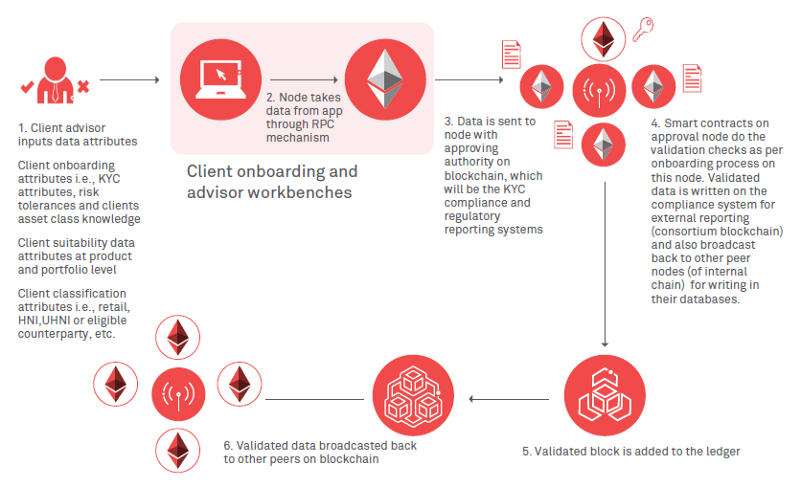 1. Client advisor
inputs data attributes
Client onboarding
attributes i.e., KYC
attributes, risk
tolerances and clients
asset class knowledge
Client suitability data
attributes at product
and portfolio level
Client classification
attributes i.e., retail,
HNI,UHNI or eligible
counterparty, etc.
2. Node takes
data from app
through RPC
mechanism
Client onboarding and
advisor workbenches
3. Data is sent to
node with
approving
authority on
blockchain, which
will be the KYC
compliance and
regulatory
reporting systems
4. Smart contracts on
approval node do the
validation checks as per
onboarding process on
this node. Validated
data is written on the
compliance system for
external reporting
(consortium blockchain)
and also broadcast
back to other peer
nodes (of internal
chain) for writing in
their databases.
5. Validated block is added to the ledger
6. Validated data broadcasted back
to other peers on blockchain